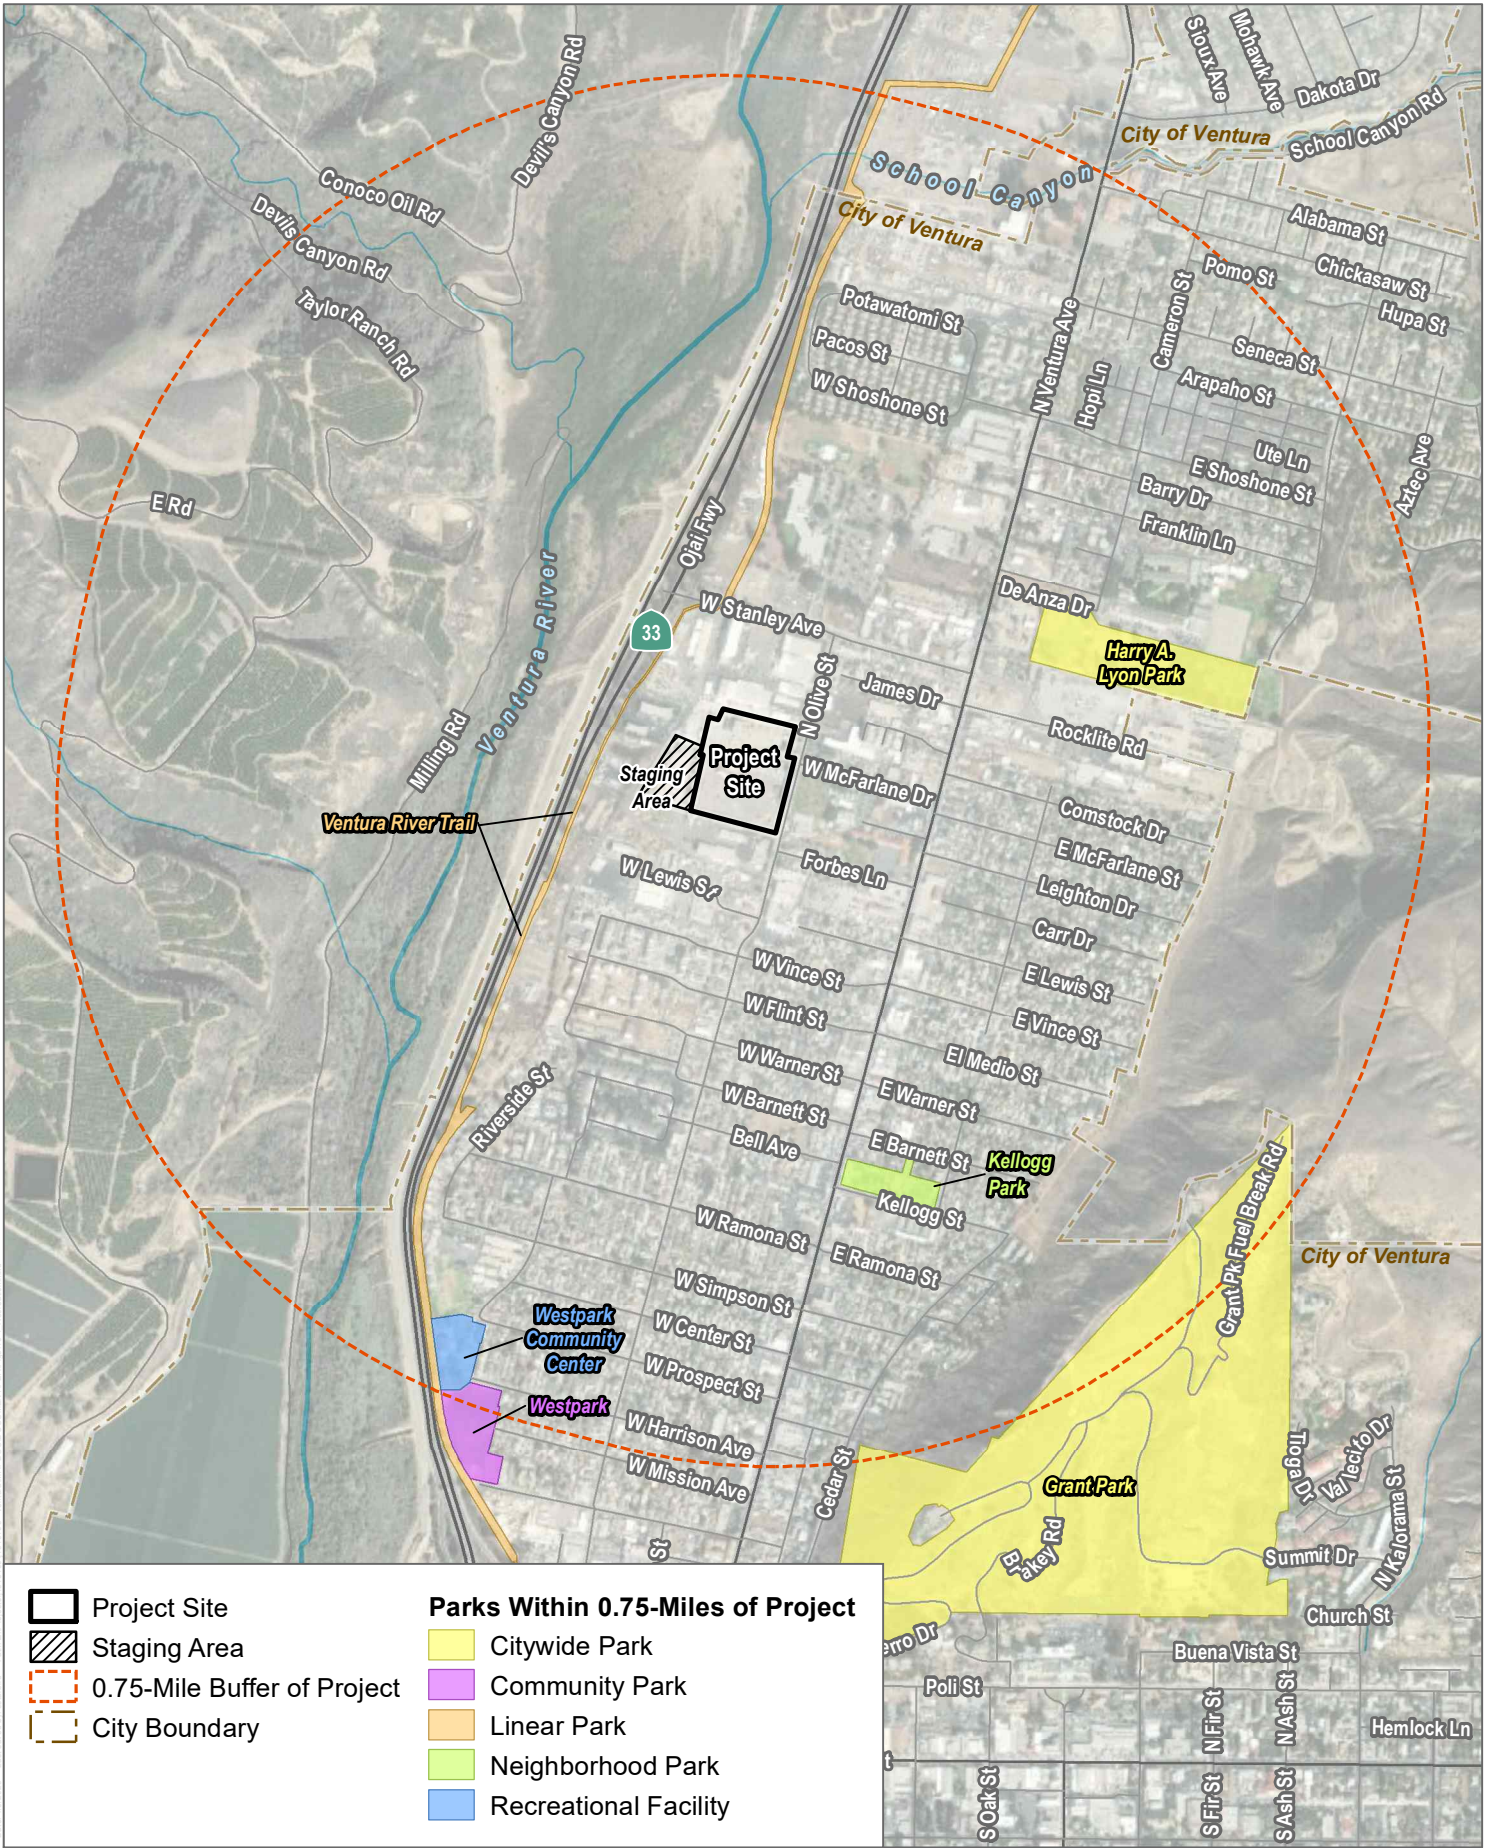 Sioux Ave
Mohawk Ave
Dakota Dr
City of Ventura
School Canyon Rd
Devil's Canyon Rd
Conoco Oil Rd
Devils Canyon Rd
Taylor Ranch Rd
School Canyon
City of Ventura
Alabama St
Chickasaw St
Pomo St
Hupa St
Potawatomi St
Pacos St
W Shoshone St
N Ventura Ave
Cameron St
Hopi Ln
Seneca St
Arapaho St
Ute Ln
E Shoshone St
Aztec Ave
Barry Dr
Franklin Ln
E Rd
Ojai Fwy
Ventura River
33
W Stanley Ave
De Anza Dr
Harry A.
Lyon Park
N Olive St
James Dr
Rocklite Rd
Milling Rd
Project
Site
Staging
Area
W McFarlane Dr
Ventura River Trail
Comstock Dr
E McFarlane St
Leighton Dr
Carr Dr
W Lewis St
Forbes Ln
W Vince St
E Lewis St
W Flint St
E Vince St
W Warner St
El Medio St
Riverside St
W Barnett St
E Warner St
Bell Ave
E Barnett St
Kellogg
Park
Kellogg St
W Ramona St
E Ramona St
Grant Pk Fuel Break Rd
City of Ventura
W Simpson St
Westpark
Community
Center
W Center St
W Prospect St
Westpark
W Harrison Ave
W Mission Ave
Cedar St
Grant Park
Brakey Rd
Tioga Dr
Vallecito Dr
N Kalorama St
Summit Dr
St
Church St
erro Dr
Buena Vista St
Poli St
N Fir St
N Ash St
Hemlock Ln
t
S Oak St
S Fir St
S Ash St
Project Site
Staging Area
0.75-Mile Buffer of Project
City Boundary
Parks Within 0.75-Miles of Project
Citywide Park
Community Park
Linear Park
Neighborhood Park
Recreational Facility